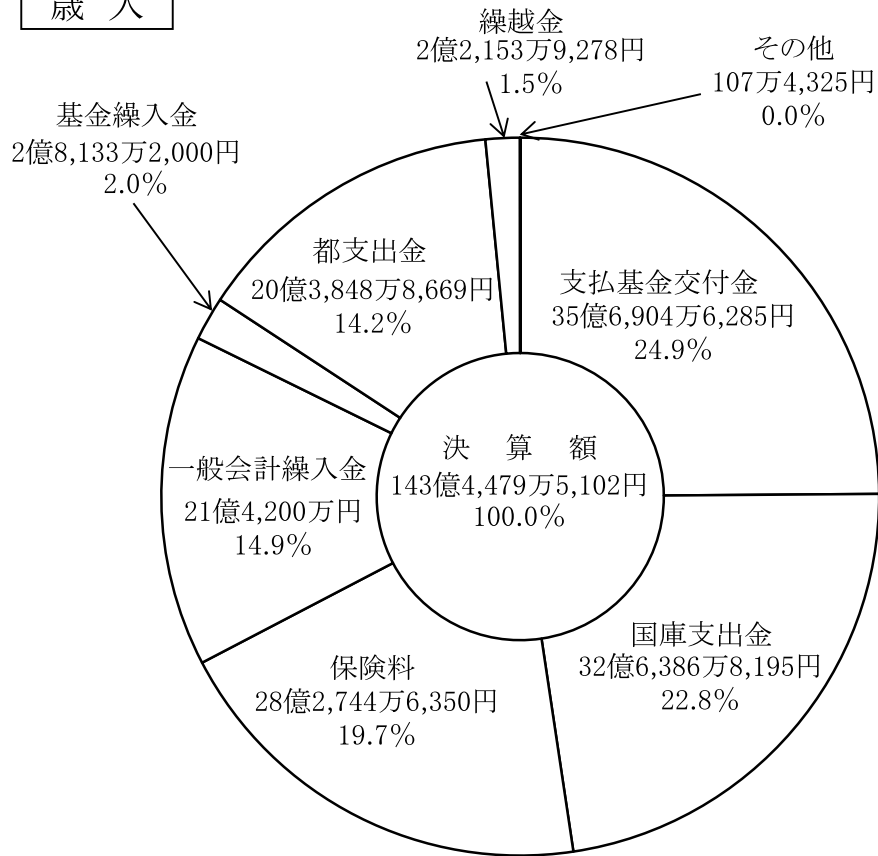 歳 入
繰越金
2億2,153万9,278円
1.5%
その他
107万4,325円
0.0%
基金繰入金
2億8,133万2,000円
2.0%
都支出金
20億3,848万8,669円
14.2%
支払基金交付金
35億6,904万6,285円
24.9%
決 算 額
143億4,479万5,102円
100.0%
一般会計繰入金
21億4,200万円
14.9%
国庫支出金
32億6,386万8,195円
22.8%
保険料
28億2,744万6,350円
19.7%